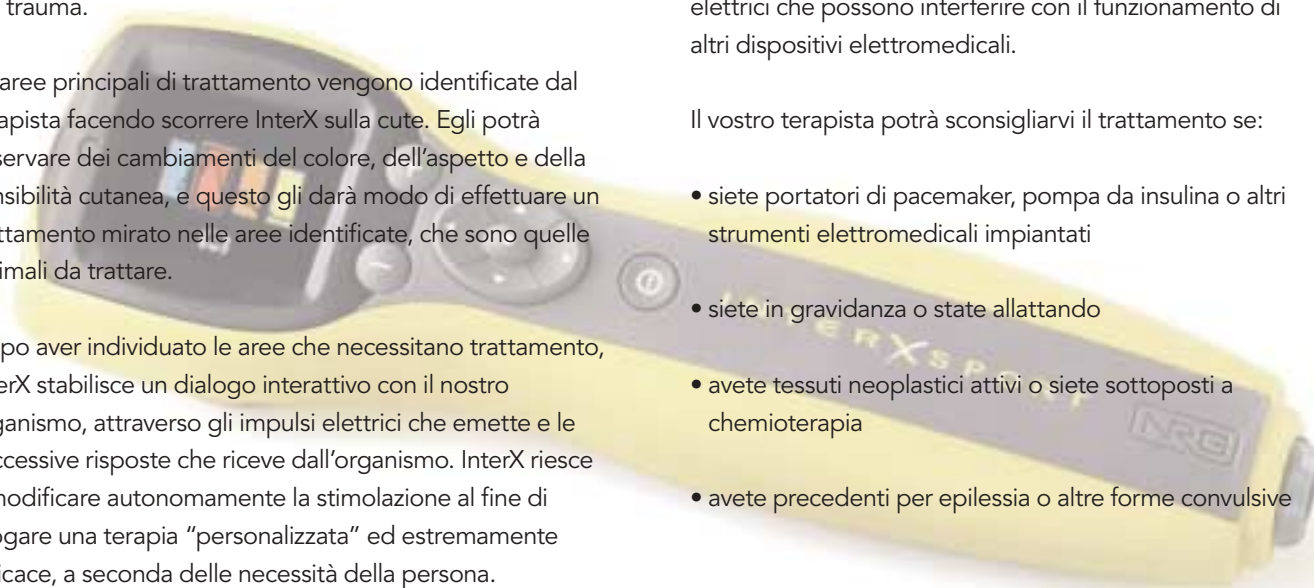 trauma.
aree principali di trattamento vengono identificate dal
apista facendo scorrere InterX sulla cute. Egli potrà
servare dei cambiamenti del colore, dell'aspetto e della
nsibilità cutanea, e questo gli darà modo di effettuare un
ttamento mirato nelle aree identificate, che sono quelle
imali da trattare.
po aver individuato le aree che necessitano trattamento,
erX stabilisce un dialogo interattivo con il nostro
ganismo, attraverso gli impulsi elettrici che emette e le
ccessive risposte che riceve dall'organismo. InterX riesce
modificare autonomamente la stimolazione al fine di
ogare una terapia "personalizzata" ed estremamente
icace, a seconda delle necessità della persona.
elettrici che possono interferire con il funzionamento di
altri dispositivi elettromedicali.
Il vostro terapista potrà sconsigliarvi il trattamento se:
• siete portatori di pacemaker, pompa da insulina o altri
strumenti elettromedicali impiantati
• siete in gravidanza o state allattando
• avete tessuti neoplastici attivi o siete sottoposti a
chemioterapia
• avete precedenti per epilessia o altre forme convulsive
INTERXSPORT
NRG